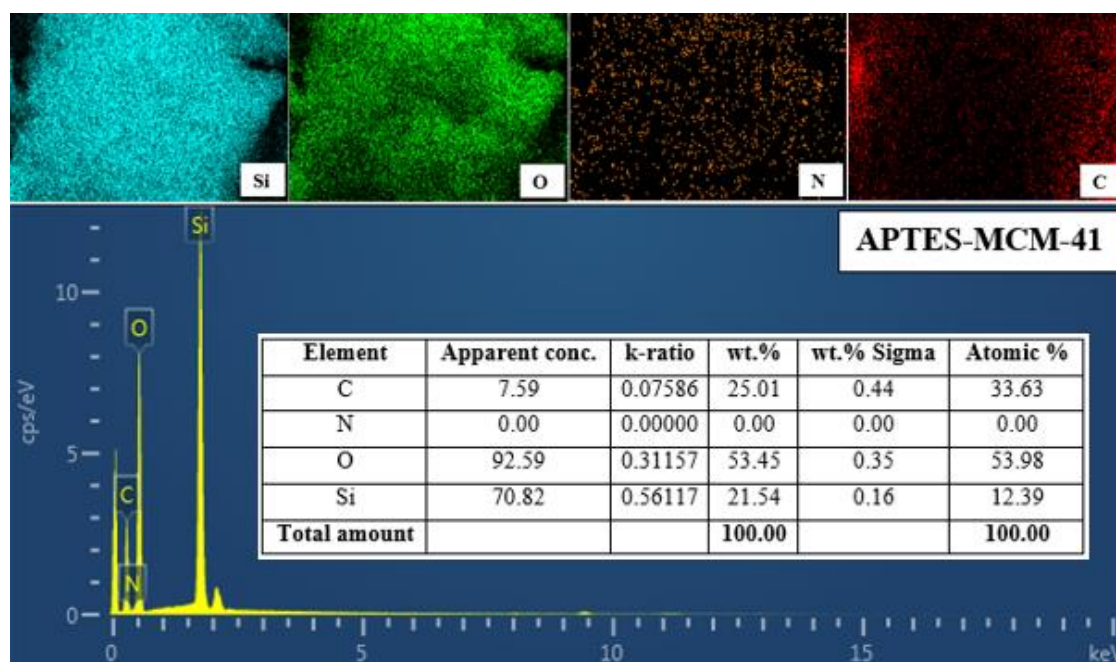 Si
O
N
C
APTES-MCM-41
Si
O
C
N
10
5
0
cps/eV
Element Apparent conc. k-ratio wt.% wt.% Sigma Atomic %
C 7.59 0.07586 25.01 0.44 33.63
N 0.00 0.00000 0.00 0.00 0.00
O 92.59 0.31157 53.45 0.35 53.98
Si 70.82 0.56117 21.54 0.16 12.39
Total amount 100.00 100.00
0 5 10 15 keV